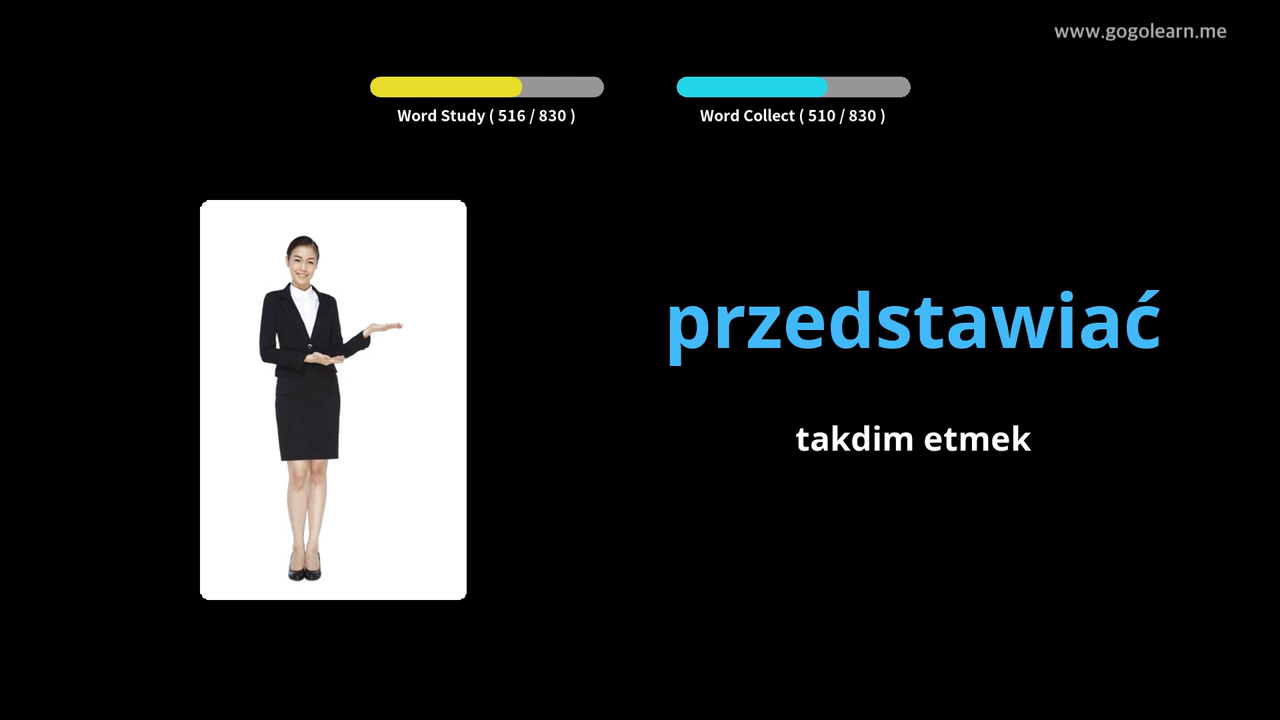 www.gogolearn.me
Word Study ( 516 / 830 )
Word Collect ( 510 / 830 )
przedstawiać
takdim etmek